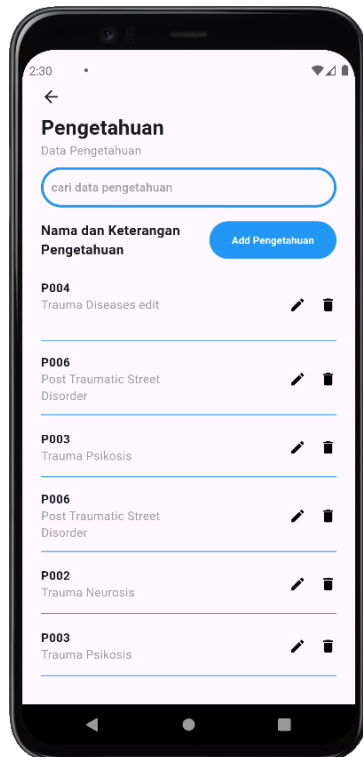 2:30
Pengetahuan
Data Pengetahuan
cari data pengetahuan
Nama dan Keterangan
Pengetahuan
Add Pengetahuan
P004
Trauma Diseases edit
P006
Post Traumatic Street
Disorder
P003
Trauma Psikosis
P006
Post Traumatic Street
Disorder
P002
Trauma Neurosis
P003
Trauma Psikosis